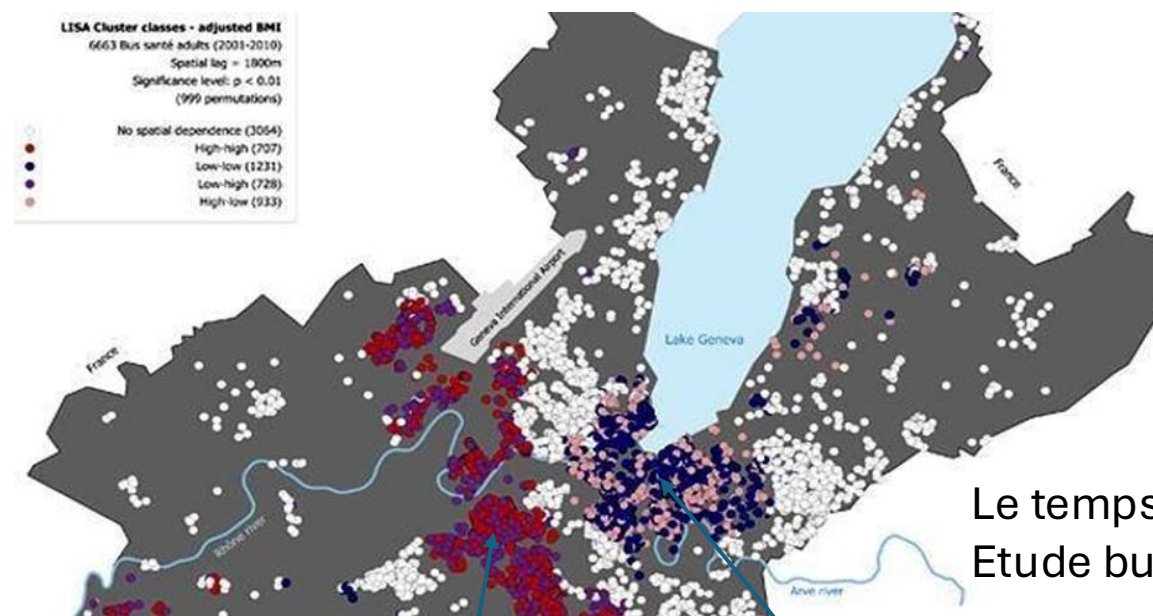 LISA Cluster classes - adjusted BMI
6663 Bus santé adults (2001-2010)
Spatial lag = 1800m
Significance level: p < 0.01
(999 permutations)
No spatial dependence (3064)
High-high (707)
Low-low (1231)
Low-high (728)
High-low (933)
France
Geneva International Airport
Lake Geneva
France
Rhône river
Le temps
Etude bu
Arve river